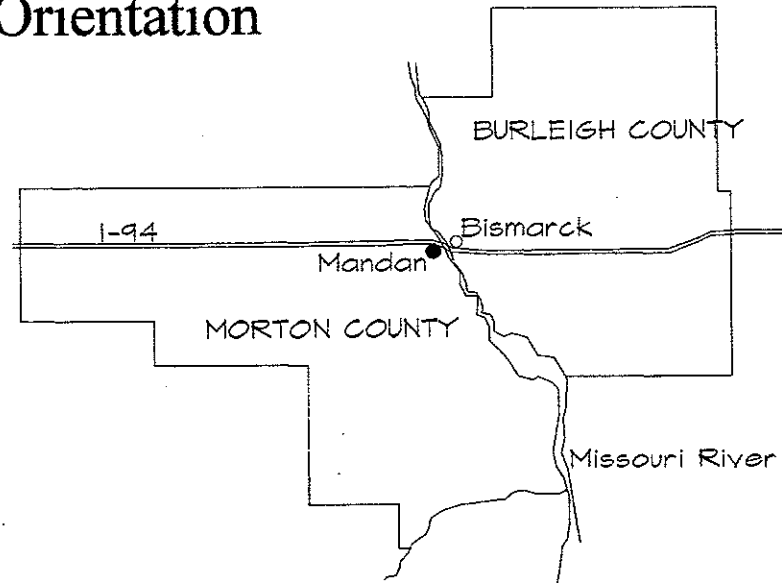 Orientation
BURLEIGH COUNTY
I-94
Bismarck
Mandan
MORTON COUNTY
Missouri River